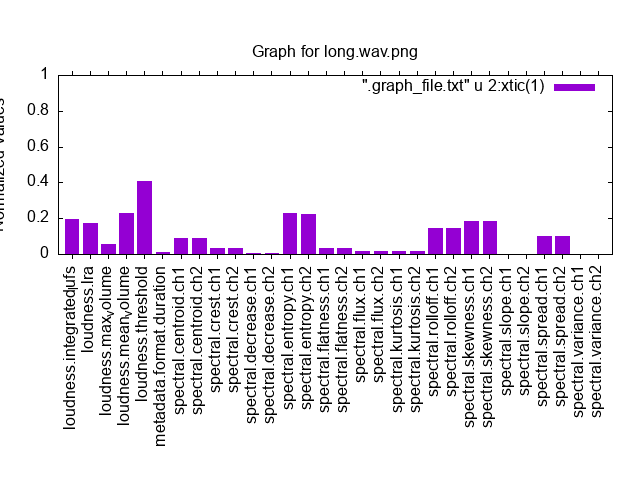 Graph for long.wav.png
".graph_file.txt" u 2:xtic(1)
Normalized Values
1
0.8
0.6
0.4
0.2
0
loudness.integratedlufs
loudness.lra
loudness.maxvolume
loudness.meanvolume
loudness.threshold
metadata.format.duration
spectral.centroid.ch1
spectral.centroid.ch2
spectral.crest.ch1
spectral.crest.ch2
spectral.decrease.ch1
spectral.decrease.ch2
spectral.entropy.ch1
spectral.entropy.ch2
spectral.flatness.ch1
spectral.flatness.ch2
spectral.flux.ch1
spectral.flux.ch2
spectral.kurtosis.ch1
spectral.kurtosis.ch2
spectral.rolloff.ch1
spectral.rolloff.ch2
spectral.skewness.ch1
spectral.skewness.ch2
spectral.slope.ch1
spectral.slope.ch2
spectral.spread.ch1
spectral.spread.ch2
spectral.variance.ch1
spectral.variance.ch2